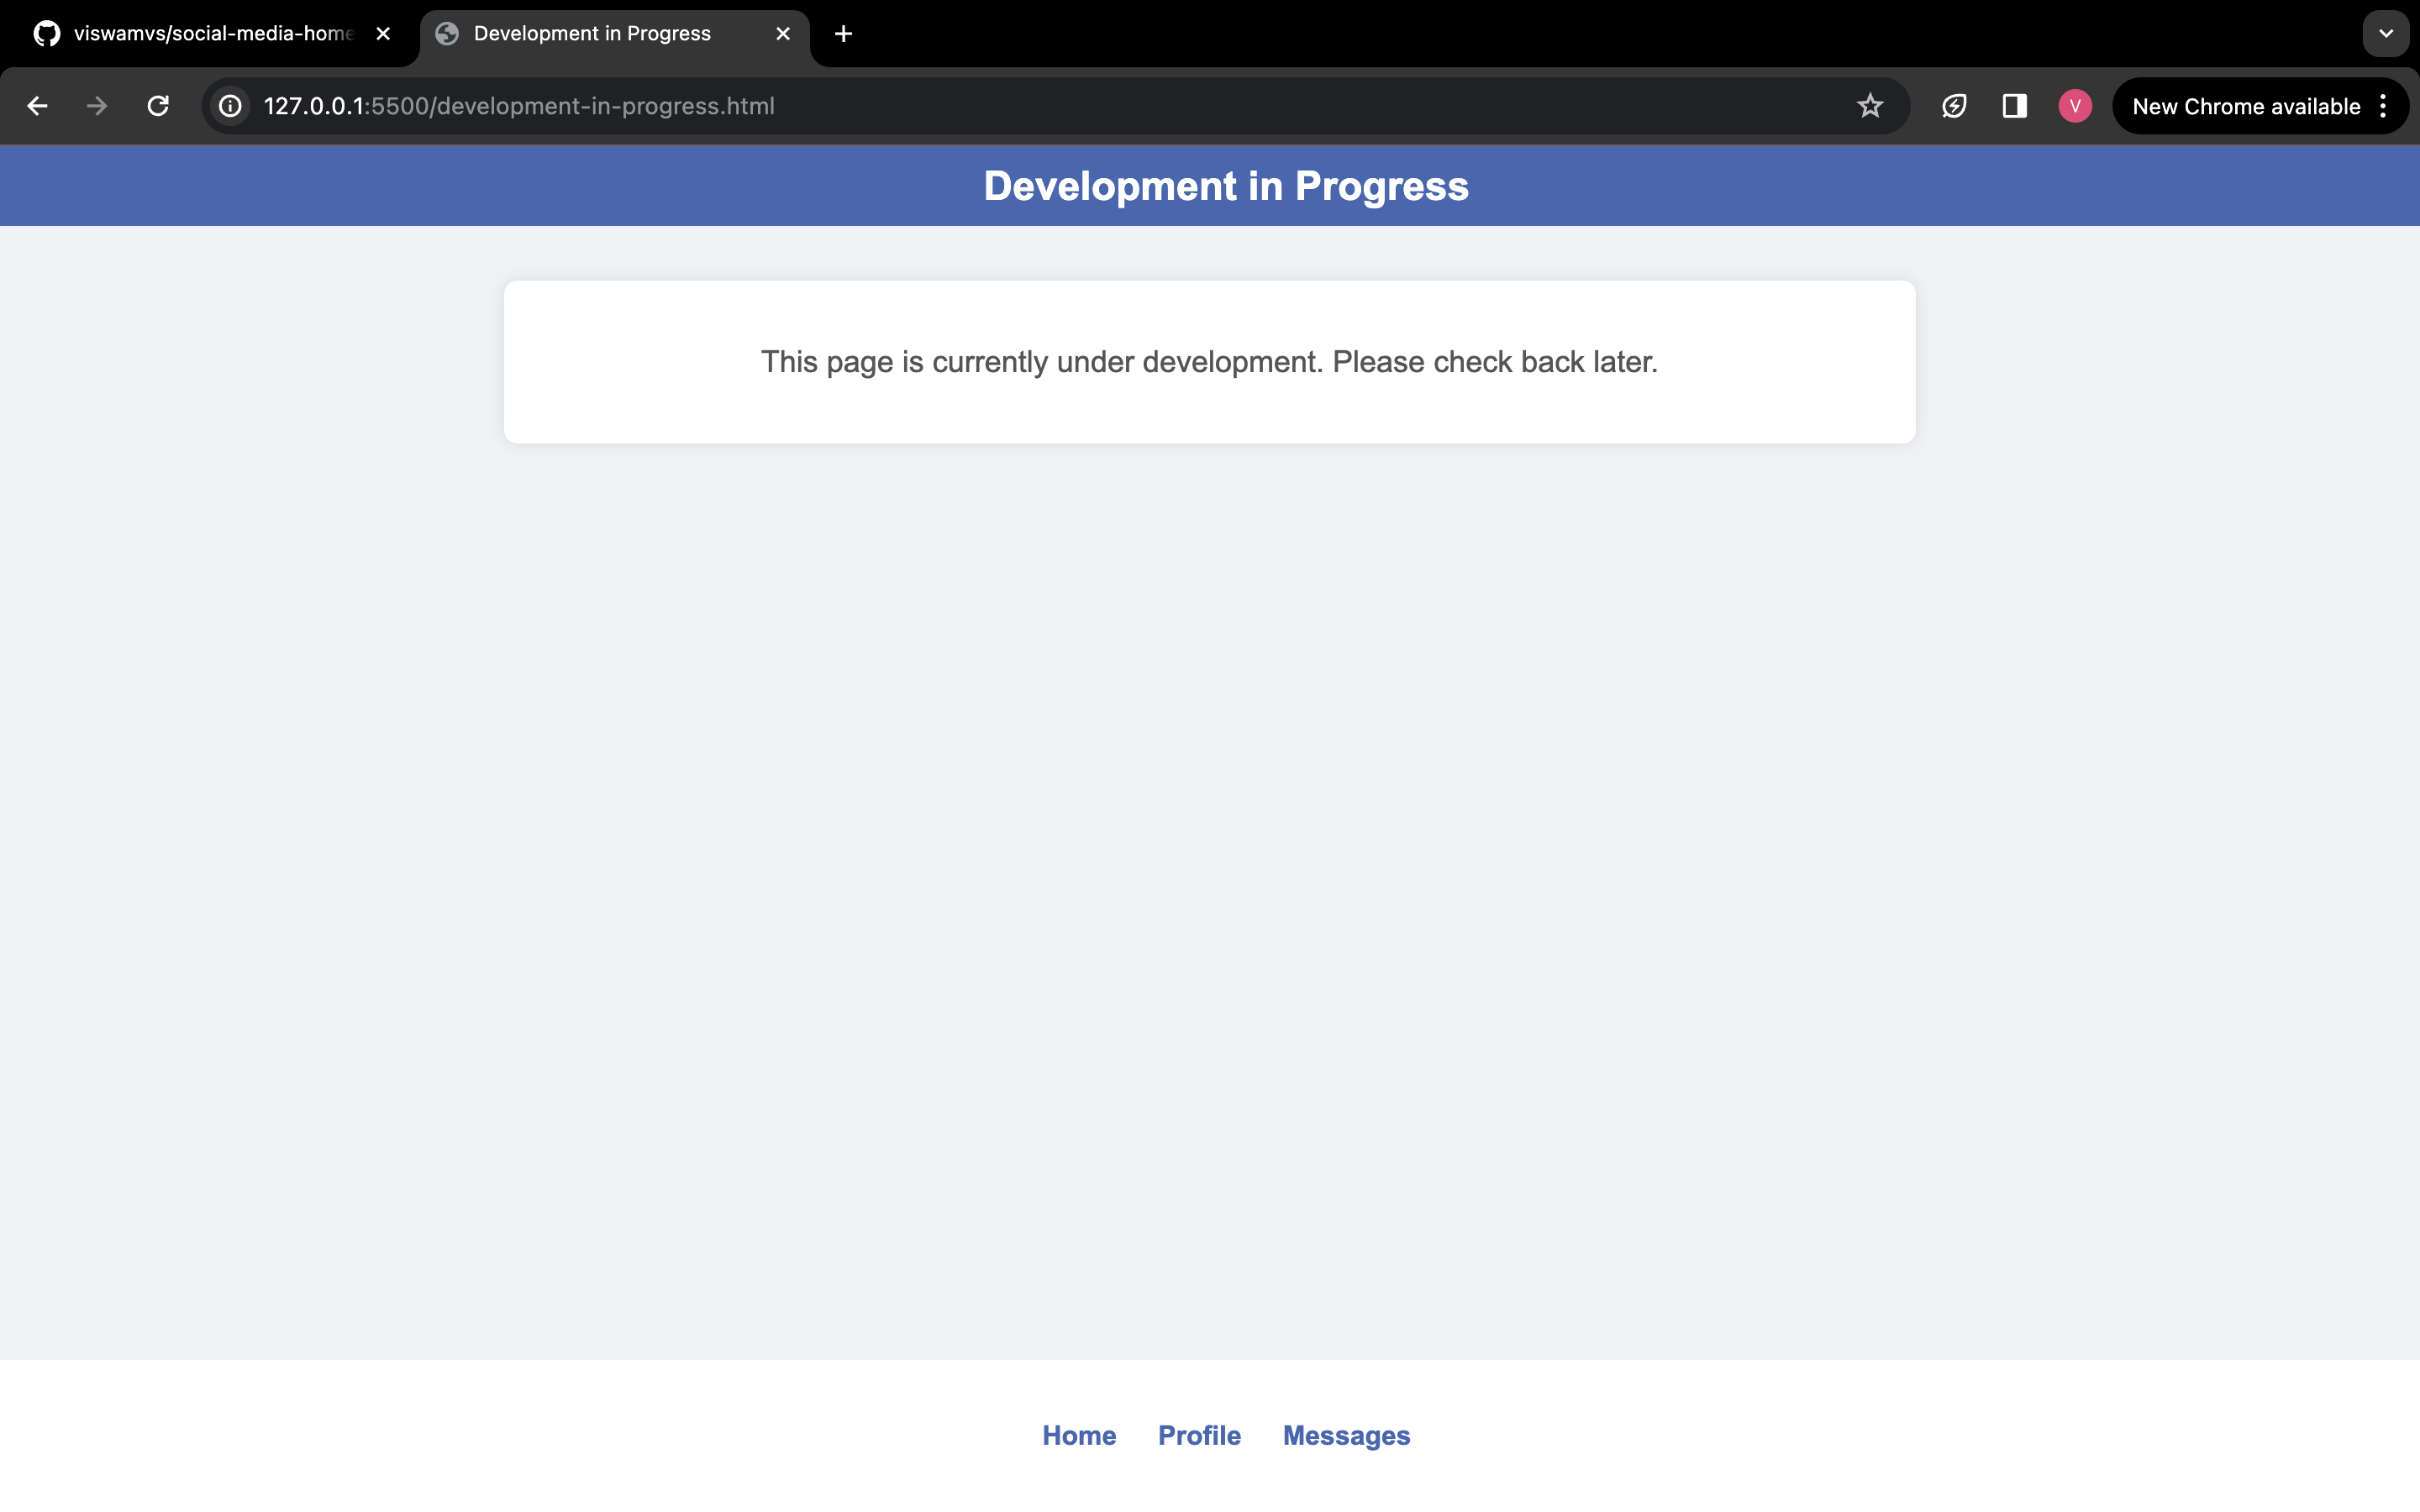 viswamvs/social-media-home
Development in Progress
127.0.0.1:5500/development-in-progress.html
V
New Chrome available
Development in Progress
This page is currently under development. Please check back later.
Home Profile Messages